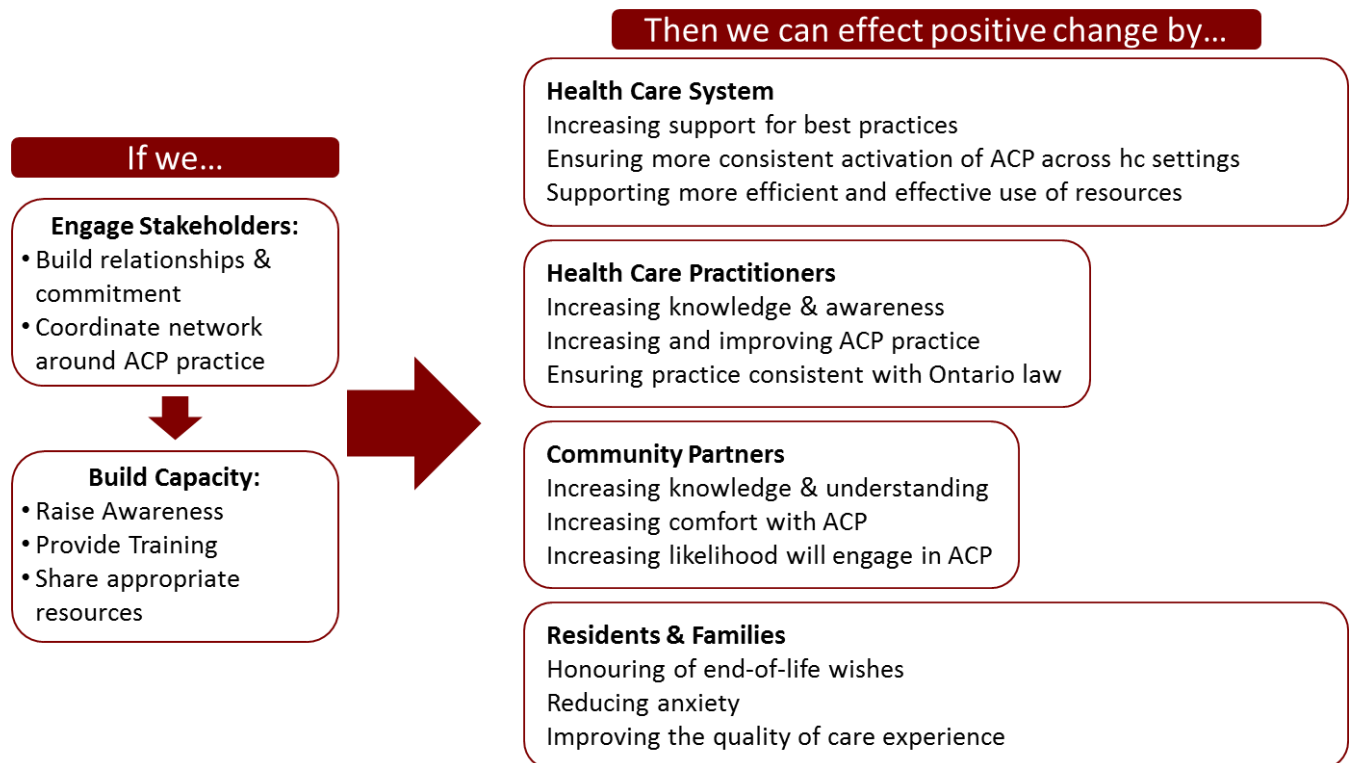 If we…
Engage Stakeholders:
• Build relationships &
commitment
• Coordinate network
around ACP practice
Build Capacity:
• Raise Awareness
• Provide Training
• Share appropriate
resources
Then we can effect positive change by…
Health Care System
Increasing support for best practices
Ensuring more consistent activation of ACP across hc settings
Supporting more efficient and effective use of resources
Health Care Practitioners
Increasing knowledge & awareness
Increasing and improving ACP practice
Ensuring practice consistent with Ontario law
Community Partners
Increasing knowledge & understanding
Increasing comfort with ACP
Increasing likelihood will engage in ACP
Residents & Families
Honouring of end-of-life wishes
Reducing anxiety
Improving the quality of care experience